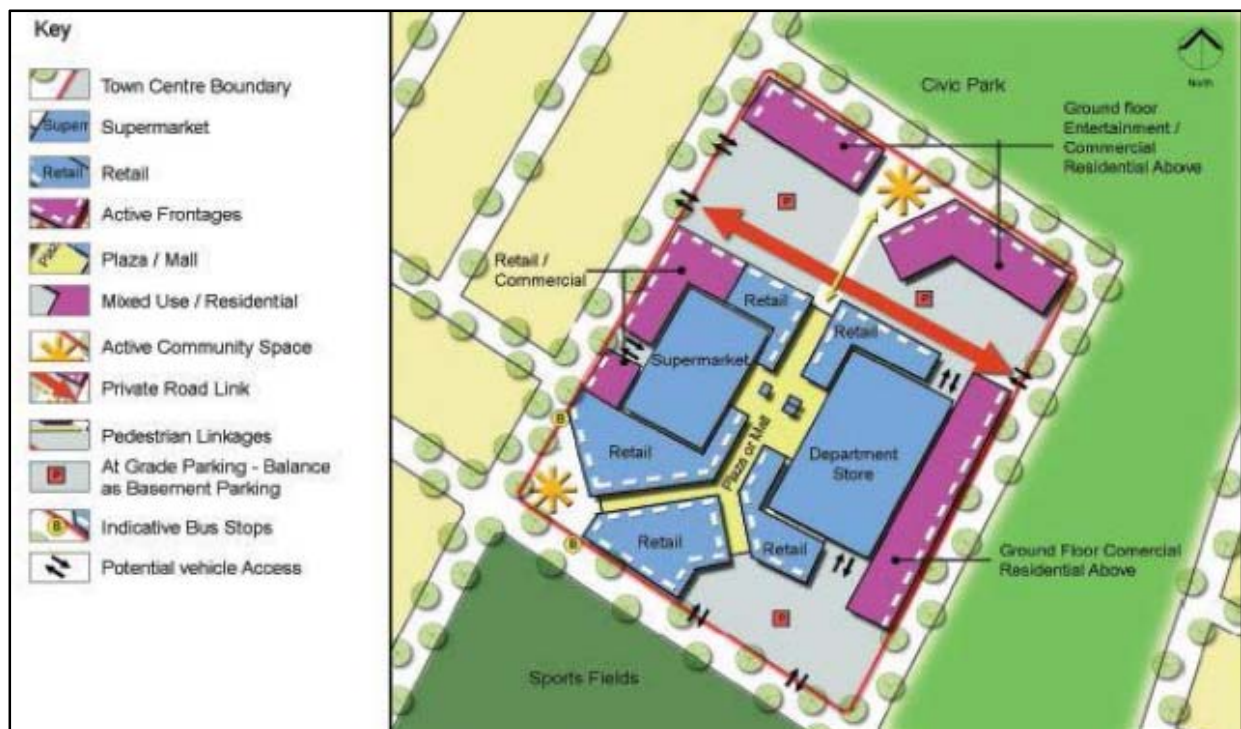 Key
Town Centre Boundary
Super
Supermarket
Retail
Retail
Active Frontages
Plaz
Plaza / Mall
Mixed Use / Residential
Active Community Space
Private Road Link
Pedestrian Linkages
P
At Grade Parking - Balance
as Basement Parking
B
Indicative Bus Stops
Potential vehicle Access
North
Civic Park
Ground floor
Entertainment /
Commercial
Residential Above
P
Retail /
Commercial
Retail
P
Retail
Supermarket
B
Retail
Plaza or Mall
Department
Store
B
Retail
Retail
Ground Floor Comercial
Residential Above
P
Sports Fields